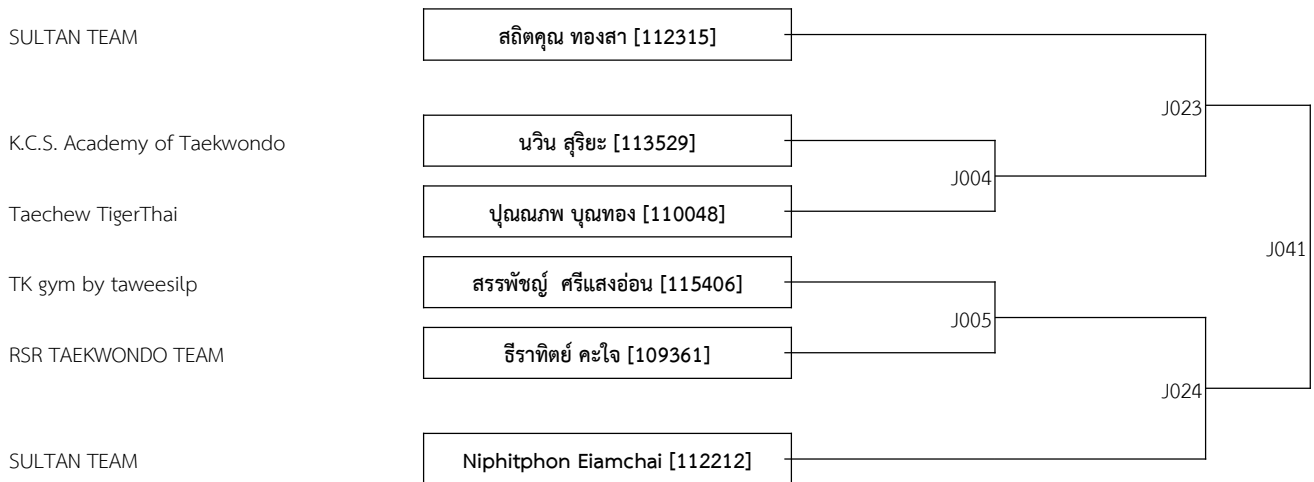 SULTAN TEAM
สถิตคุณ ทองสา [112315]
J023
K.C.S. Academy of Taekwondo
นวิน สุริยะ [113529]
J004
Taechew TigerThai
ปุณณภพ บุณทอง [110048]
J041
TK gym by taweesilp
สรรพัชญ์  ศรีแสงอ่อน [115406]
J005
RSR TAEKWONDO TEAM
ธีราทิตย์ คะใจ [109361]
J024
SULTAN TEAM
Niphitphon Eiamchai [112212]